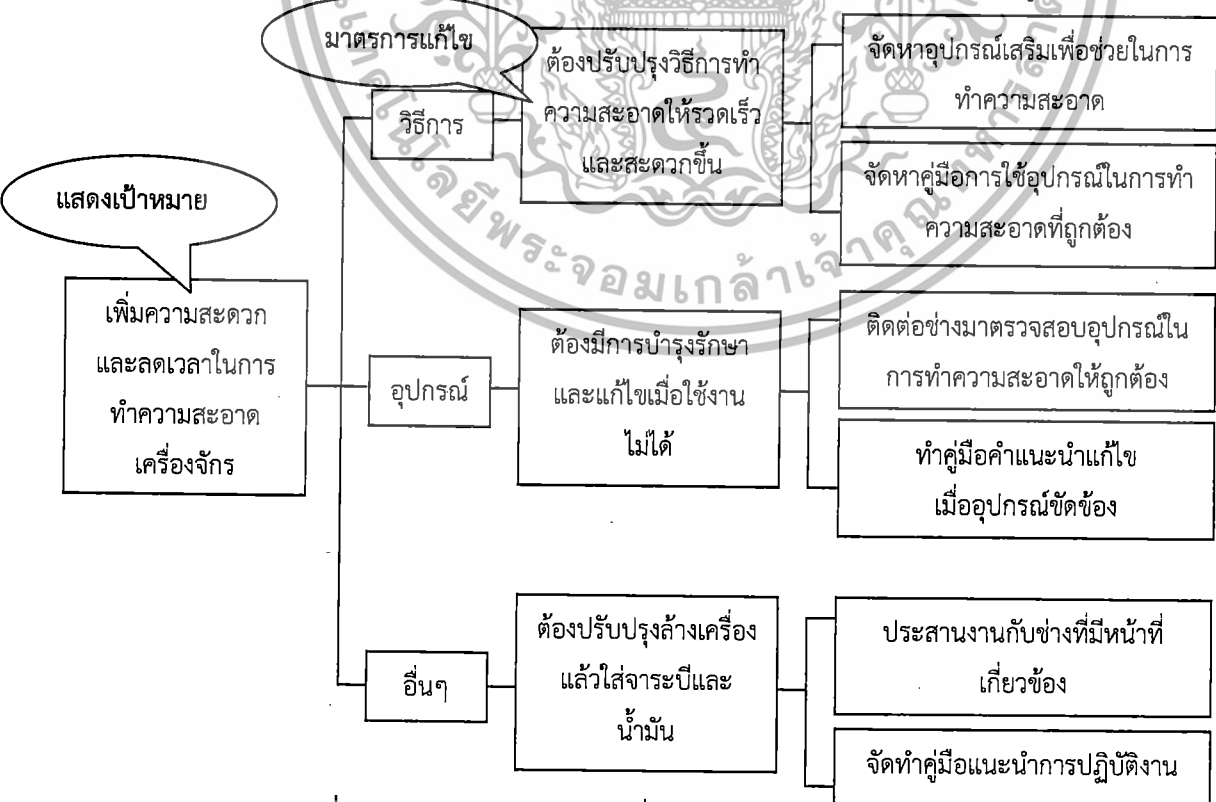 มาตรการแก้ไข
ต้องปรับปรุงวิธีการทำ
ความสะอาดให้รวดเร็ว
และสะดวกขึ้น
วิธีการ
จัดหาอุปกรณ์เสริมเพื่อช่วยในการ
ทำความสะอาด
จัดหาคู่มือการใช้อุปกรณ์ในการทำ
ความสะอาดที่ถูกต้อง
แสดงเป้าหมาย
เพิ่มความสะดวก
และลดเวลาในการ
ทำความสะอาด
เครื่องจักร
อุปกรณ์
ต้องมีการบำรุงรักษา
และแก้ไขเมื่อใช้งาน
ไม่ได้
ติดต่อช่างมาตรวจสอบอุปกรณ์ใน
การทำความสะอาดให้ถูกต้อง
ทำคู่มือคำแนะนำแก้ไข
เมื่ออุปกรณ์ขัดข้อง
อื่นๆ
ต้องปรับปรุงล้างเครื่อง
แล้วใส่จาระบีและ
น้ำมัน
ประสานงานกับช่างที่มีหน้าที่
เกี่ยวข้อง
จัดทำคู่มือแนะนำการปฏิบัติงาน
พระจอมเกล้าเจ้าคุณทหาร